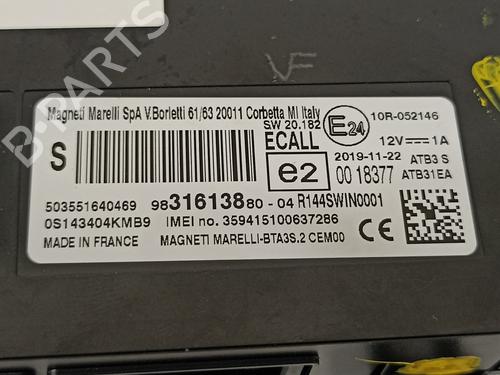 VF
Magneti Marelli SpA V.Borletti 61/63 20011 Corbetta MI Italy
SW 20.182
ECALL
E24
10R-052146
12V 1A
S
e2
2019-11-22 ATB3 S
00 18377 ATB31EA
503551640469 9831613880-04 R144SWIN0001
0S143404KMB9 IMEI no. 359415100637286
MADE IN FRANCE MAGNETI MARELLI-BTA3S.2 CEM00
CE
B-PARTS